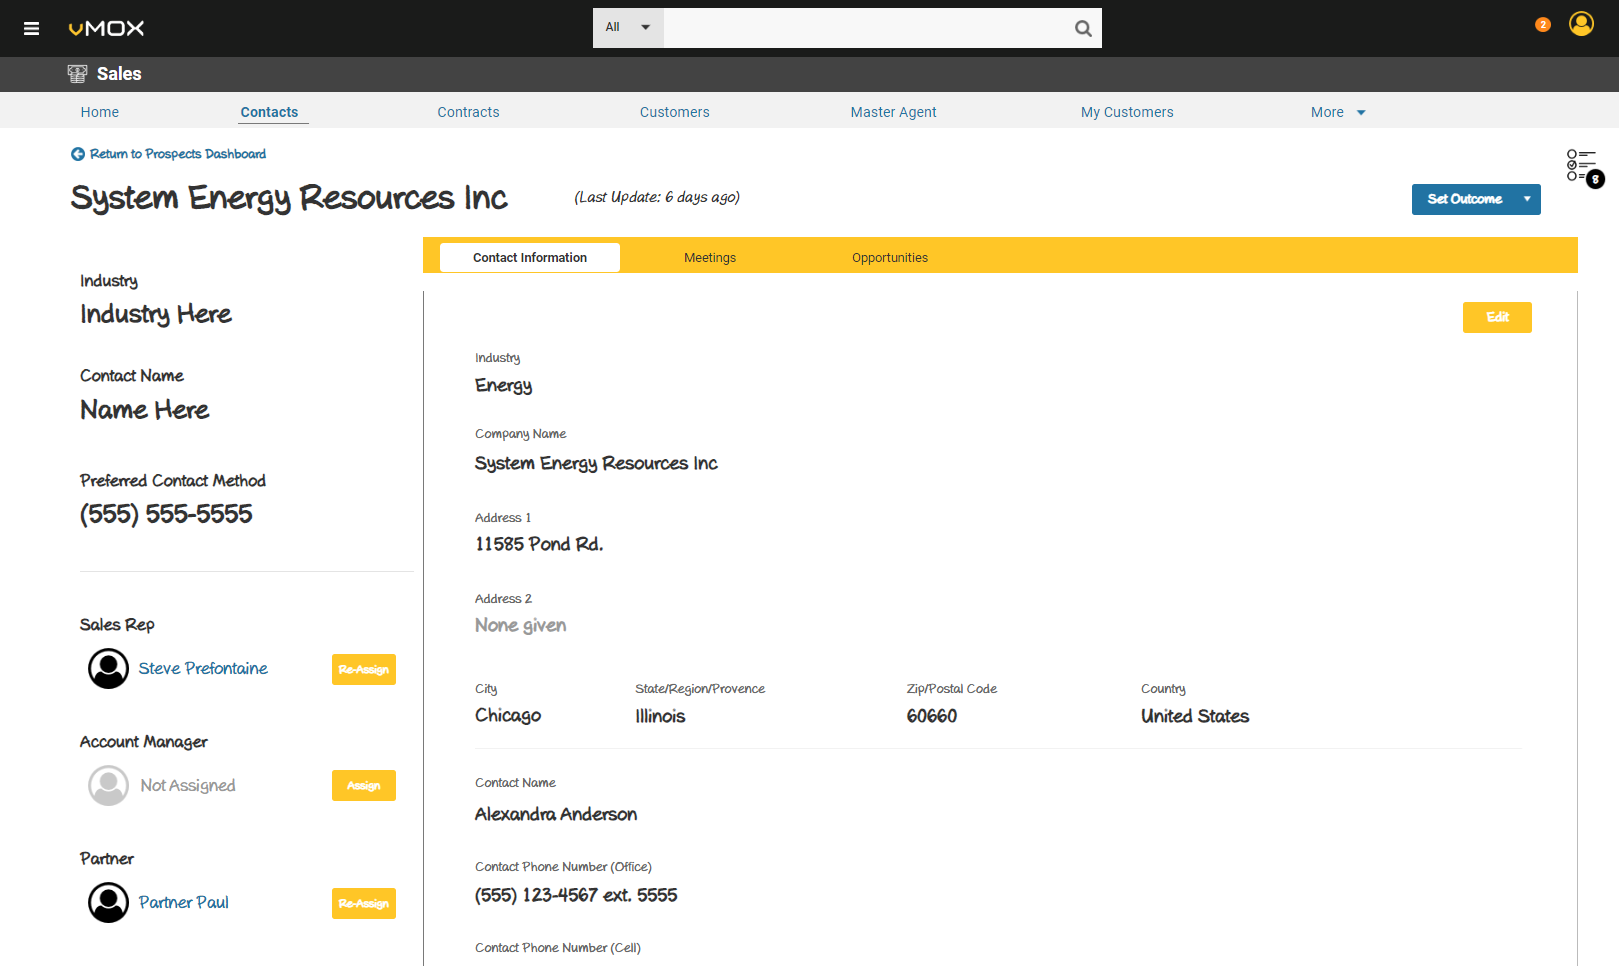 vMOX
All
2
Sales
Home Contacts Contracts Customers Master Agent My Customers More
Return to Prospects Dashboard
8
System Energy Resources Inc (Last Update: 6 days ago)
Set Outcome
Contact Information Meetings Opportunities
Industry
Industry Here
Contact Name
Name Here
Preferred Contact Method
(555) 555-5555
Sales Rep
Steve Prefontaine Re-Assign
Account Manager
Not Assigned Assign
Partner
Partner Paul Re-Assign
Edit
Industry
Energy
Company Name
System Energy Resources Inc
Address 1
11585 Pond Rd.
Address 2
None given
City State/Region/Provence Zip/Postal Code Country
Chicago Illinois 60660 United States
Contact Name
Alexandra Anderson
Contact Phone Number (Office)
(555) 123-4567 ext. 5555
Contact Phone Number (Cell)